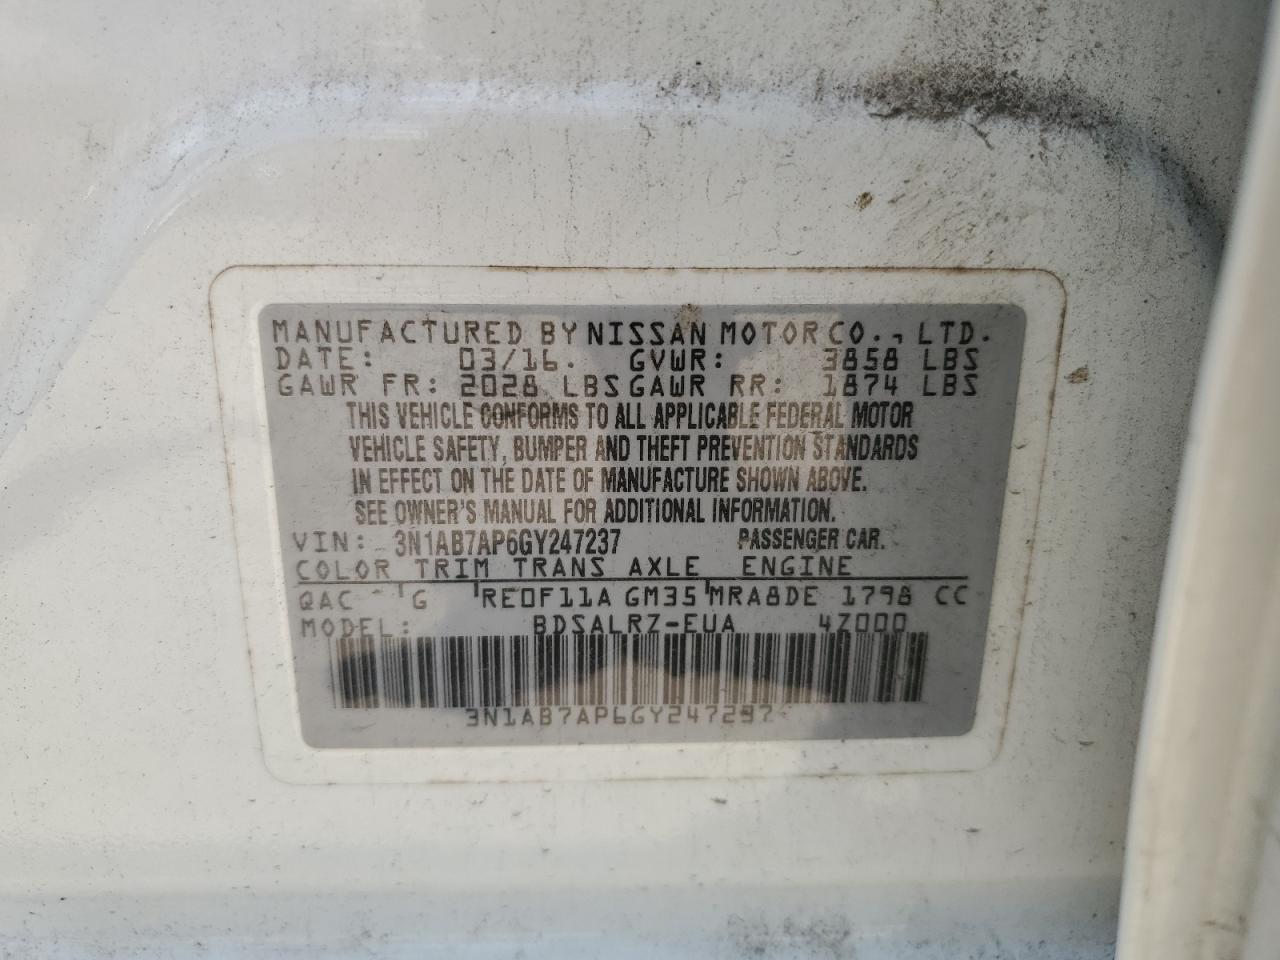 MANUFACTURED BY NISSAN MOTOR CO., LTD.
DATE: 03/16. GVWR: 3858 LBS
GAWR FR: 2028 LBS GAWR RR: 1874 LBS
THIS VEHICLE CONFORMS TO ALL APPLICABLE FEDERAL MOTOR
VEHICLE SAFETY, BUMPER AND THEFT PREVENTION STANDARDS
IN EFFECT ON THE DATE OF MANUFACTURE SHOWN ABOVE.
SEE OWNER'S MANUAL FOR ADDITIONAL INFORMATION.
VIN: 3N1AB7AP6GY247237 PASSENGER CAR.
COLOR TRIM TRANS AXLE ENGINE
QAC G RE0F11A GM35 MRA8DE 1798 CC
MODEL: BDSALRZ-EUA 4Z000
3N1AB7AP6GY247237